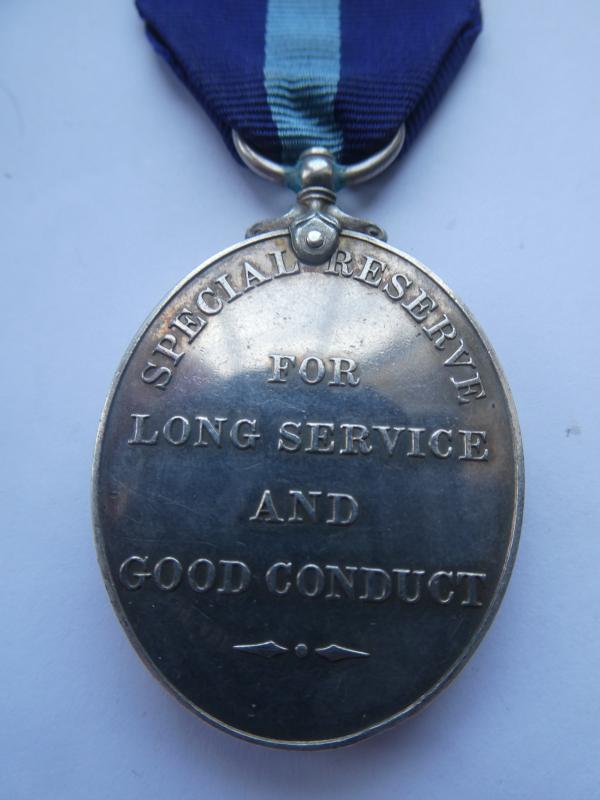 SPECIAL RESERVE
FOR
LONG SERVICE
AND
GOOD CONDUCT